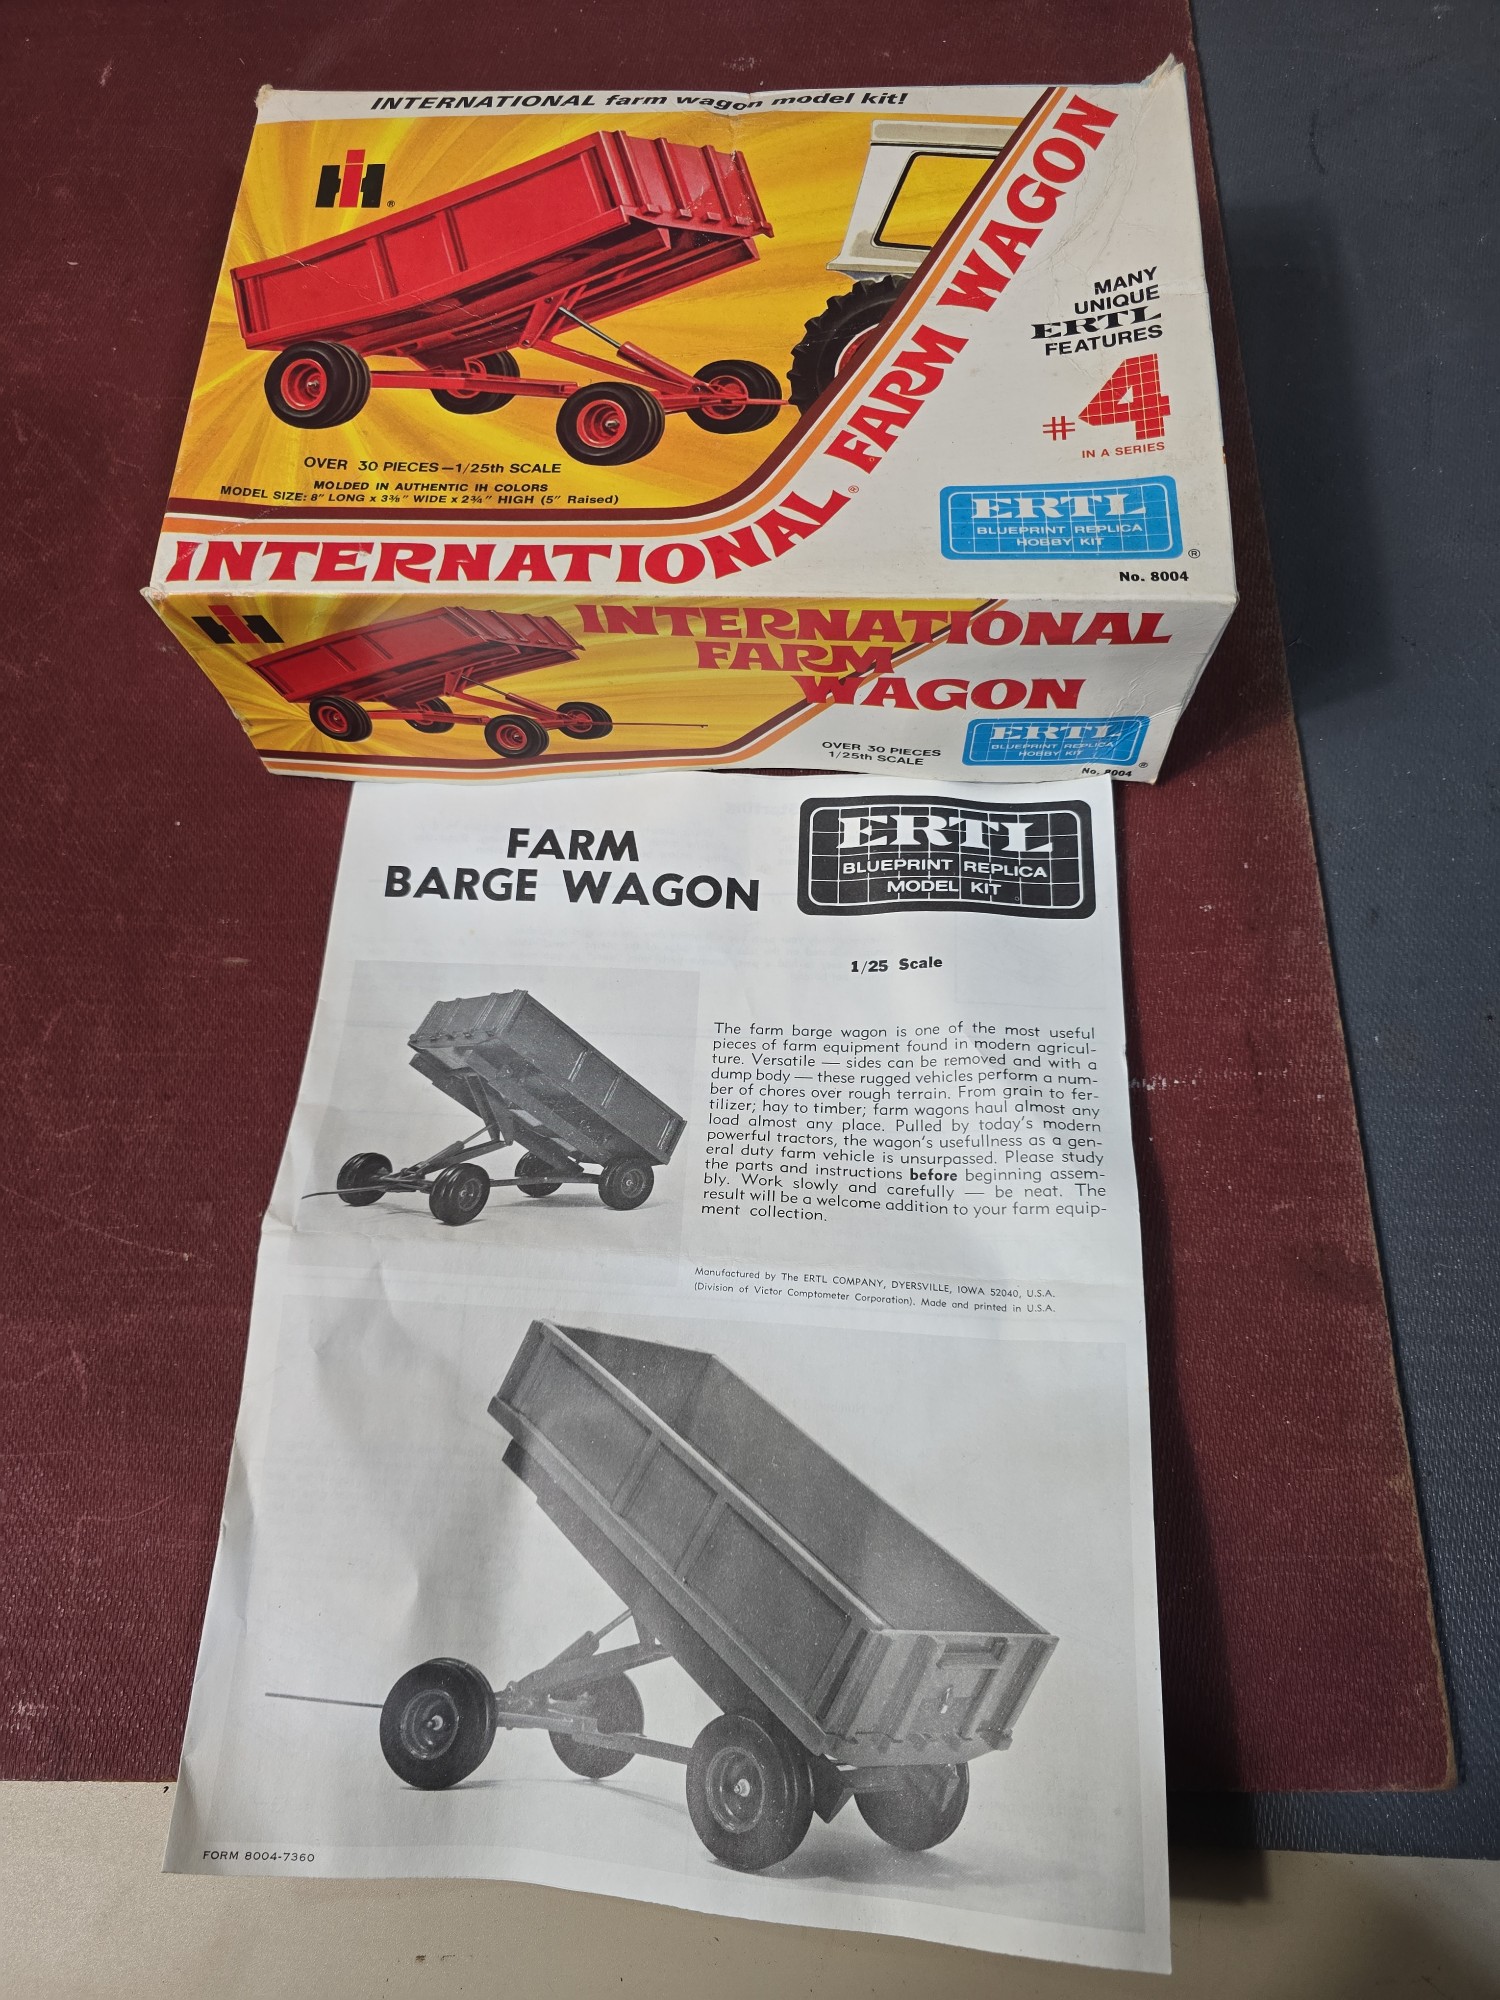 INTERNATIONAL farm wagon model kit!
IH®
INTERNATIONAL® FARM WAGON
MANY
UNIQUE
ERTL
FEATURES
#4
IN A SERIES
OVER 30 PIECES—1/25th SCALE
MOLDED IN AUTHENTIC IH COLORS
MODEL SIZE: 8" LONG x 3⅜" WIDE x 2¾" HIGH (5" Raised)
ERTL
BLUEPRINT REPLICA
HOBBY KIT
®
No. 8004
IH
INTERNATIONAL
FARM
WAGON
OVER 30 PIECES
1/25th SCALE
ERTL
BLUEPRINT REPLICA
HOBBY KIT
®
No. 8004
FARM
BARGE WAGON
ERTL
BLUEPRINT REPLICA
MODEL KIT
1/25 Scale
The farm barge wagon is one of the most useful
pieces of farm equipment found in modern agricul-
ture. Versatile — sides can be removed and with a
dump body — these rugged vehicles perform a num-
ber of chores over rough terrain. From grain to fer-
tilizer; hay to timber; farm wagons haul almost any
load almost any place. Pulled by today's modern
powerful tractors, the wagon's usefullness as a gen-
eral duty farm vehicle is unsurpassed. Please study
the parts and instructions before beginning assem-
bly. Work slowly and carefully — be neat. The
result will be a welcome addition to your farm equip-
ment collection.
Manufactured by The ERTL COMPANY, DYERSVILLE, IOWA 52040, U.S.A.
(Division of Victor Comptometer Corporation). Made and printed in U.S.A.
FORM 8004-7360